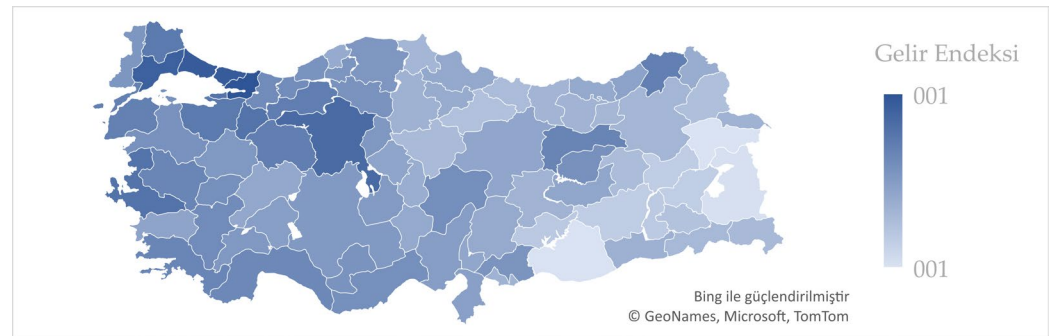 Gelir Endeksi
001
001
Bing ile güçlendirilmiştir
© GeoNames, Microsoft, TomTom